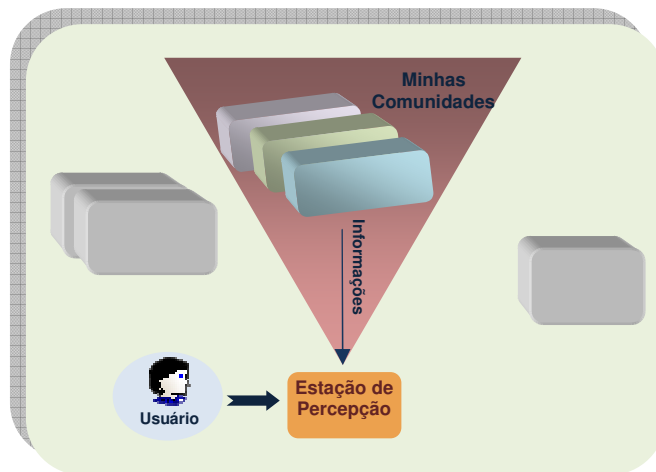 Minhas
Comunidades
Informações
Estação de
Percepção
Usuário